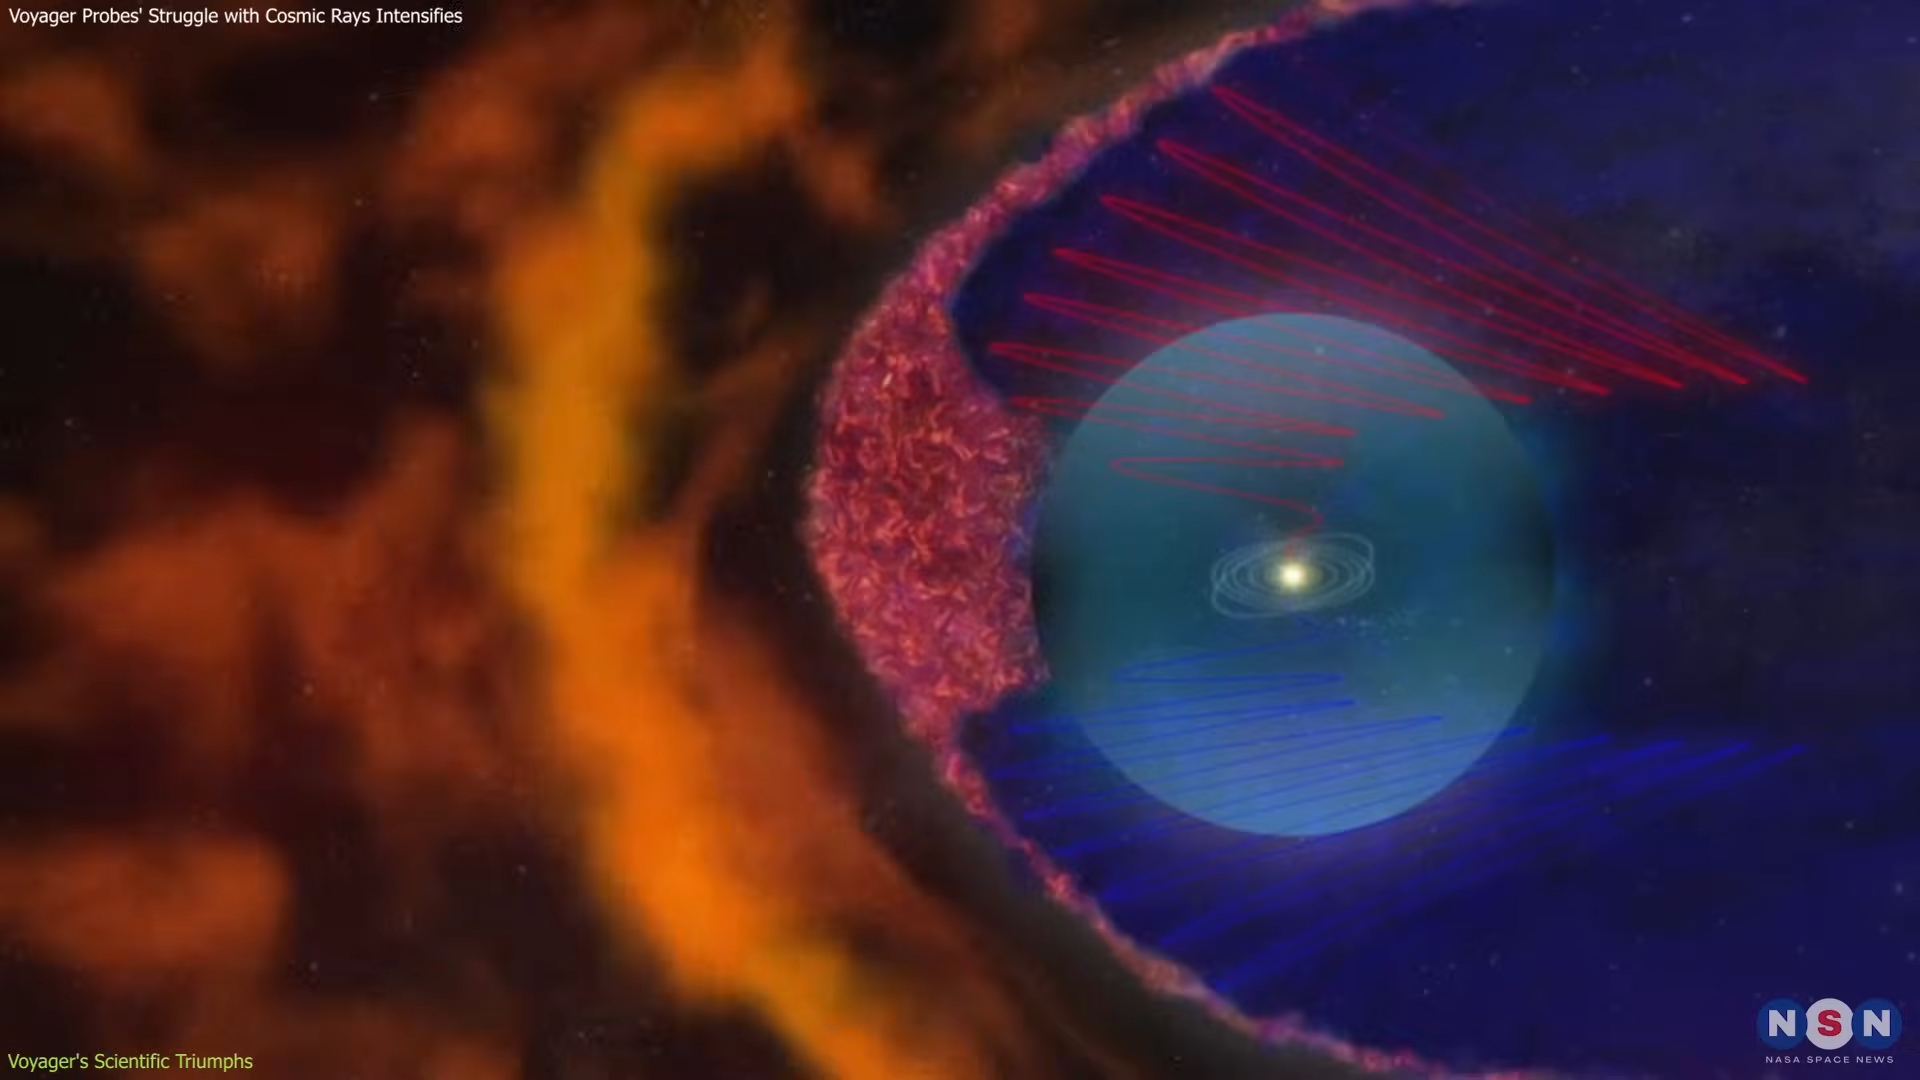 Voyager Probes' Struggle with Cosmic Rays Intensifies
Voyager's Scientific Triumphs
NSN
NASA SPACE NEWS